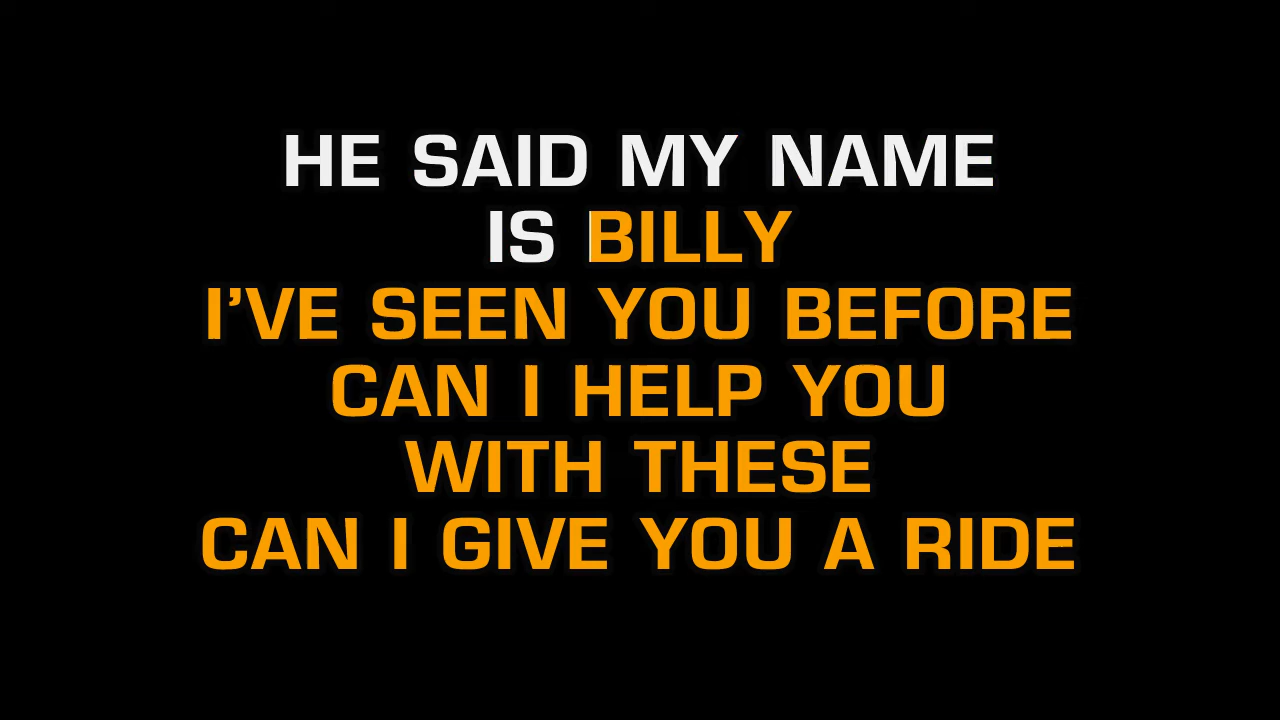 HE SAID MY NAME
IS BILLY
I’VE SEEN YOU BEFORE
CAN I HELP YOU
WITH THESE
CAN I GIVE YOU A RIDE